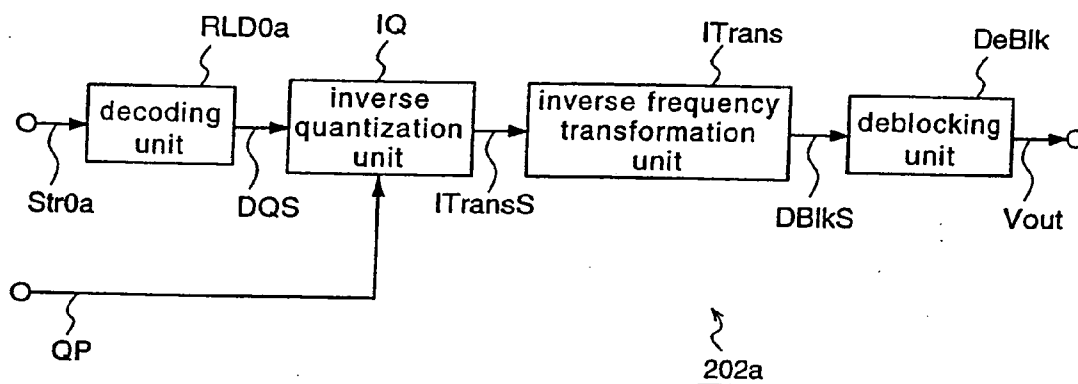 RLD0a
IQ
ITrans
DeBlk
decoding
unit
inverse
quantization
unit
inverse frequency
transformation
unit
deblocking
unit
Str0a
DQS
ITransS
DBlkS
Vout
QP
202a